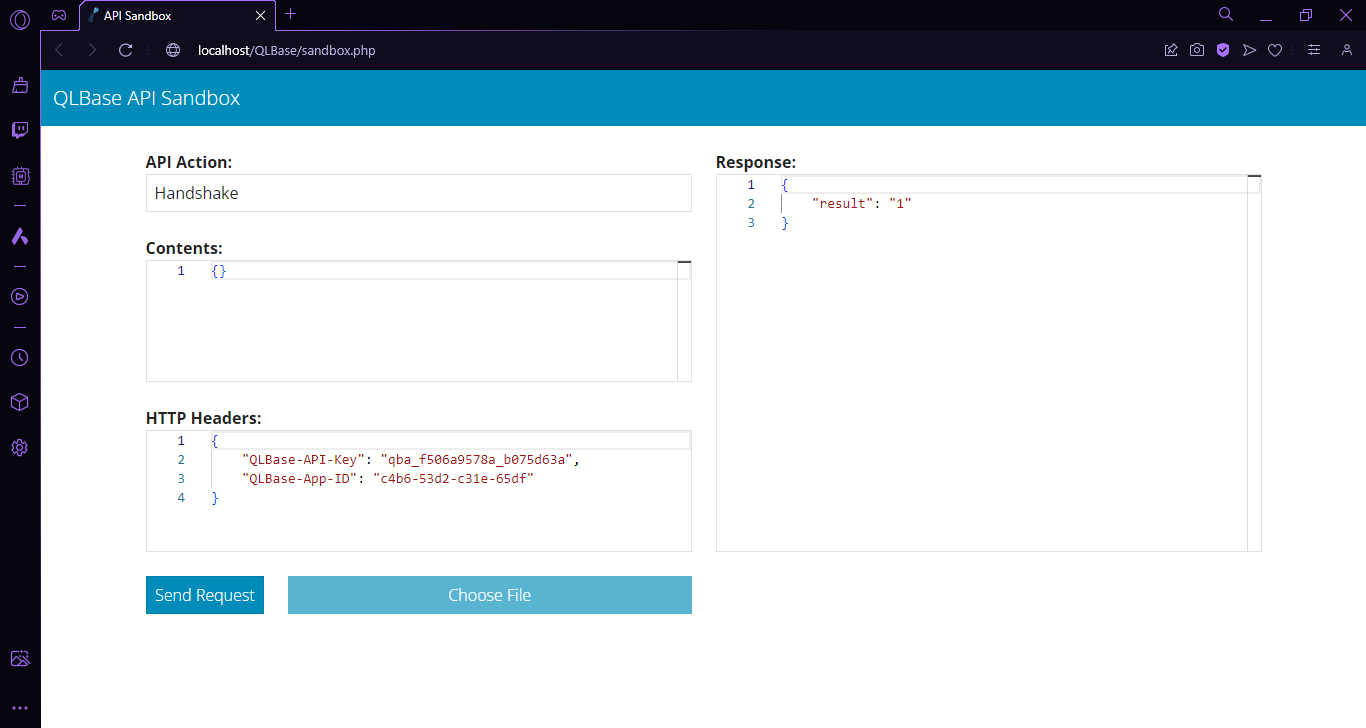 API Sandbox
localhost/QLBase/sandbox.php
QLBase API Sandbox
API Action:
Handshake
Contents:
1 {}
HTTP Headers:
1 {
2 "QLBase-API-Key": "qba_f506a9578a_b075d63a",
3 "QLBase-App-ID": "c4b6-53d2-c31e-65df"
4 }
Send Request
Choose File
Response:
1 {
2 "result": "1"
3 }